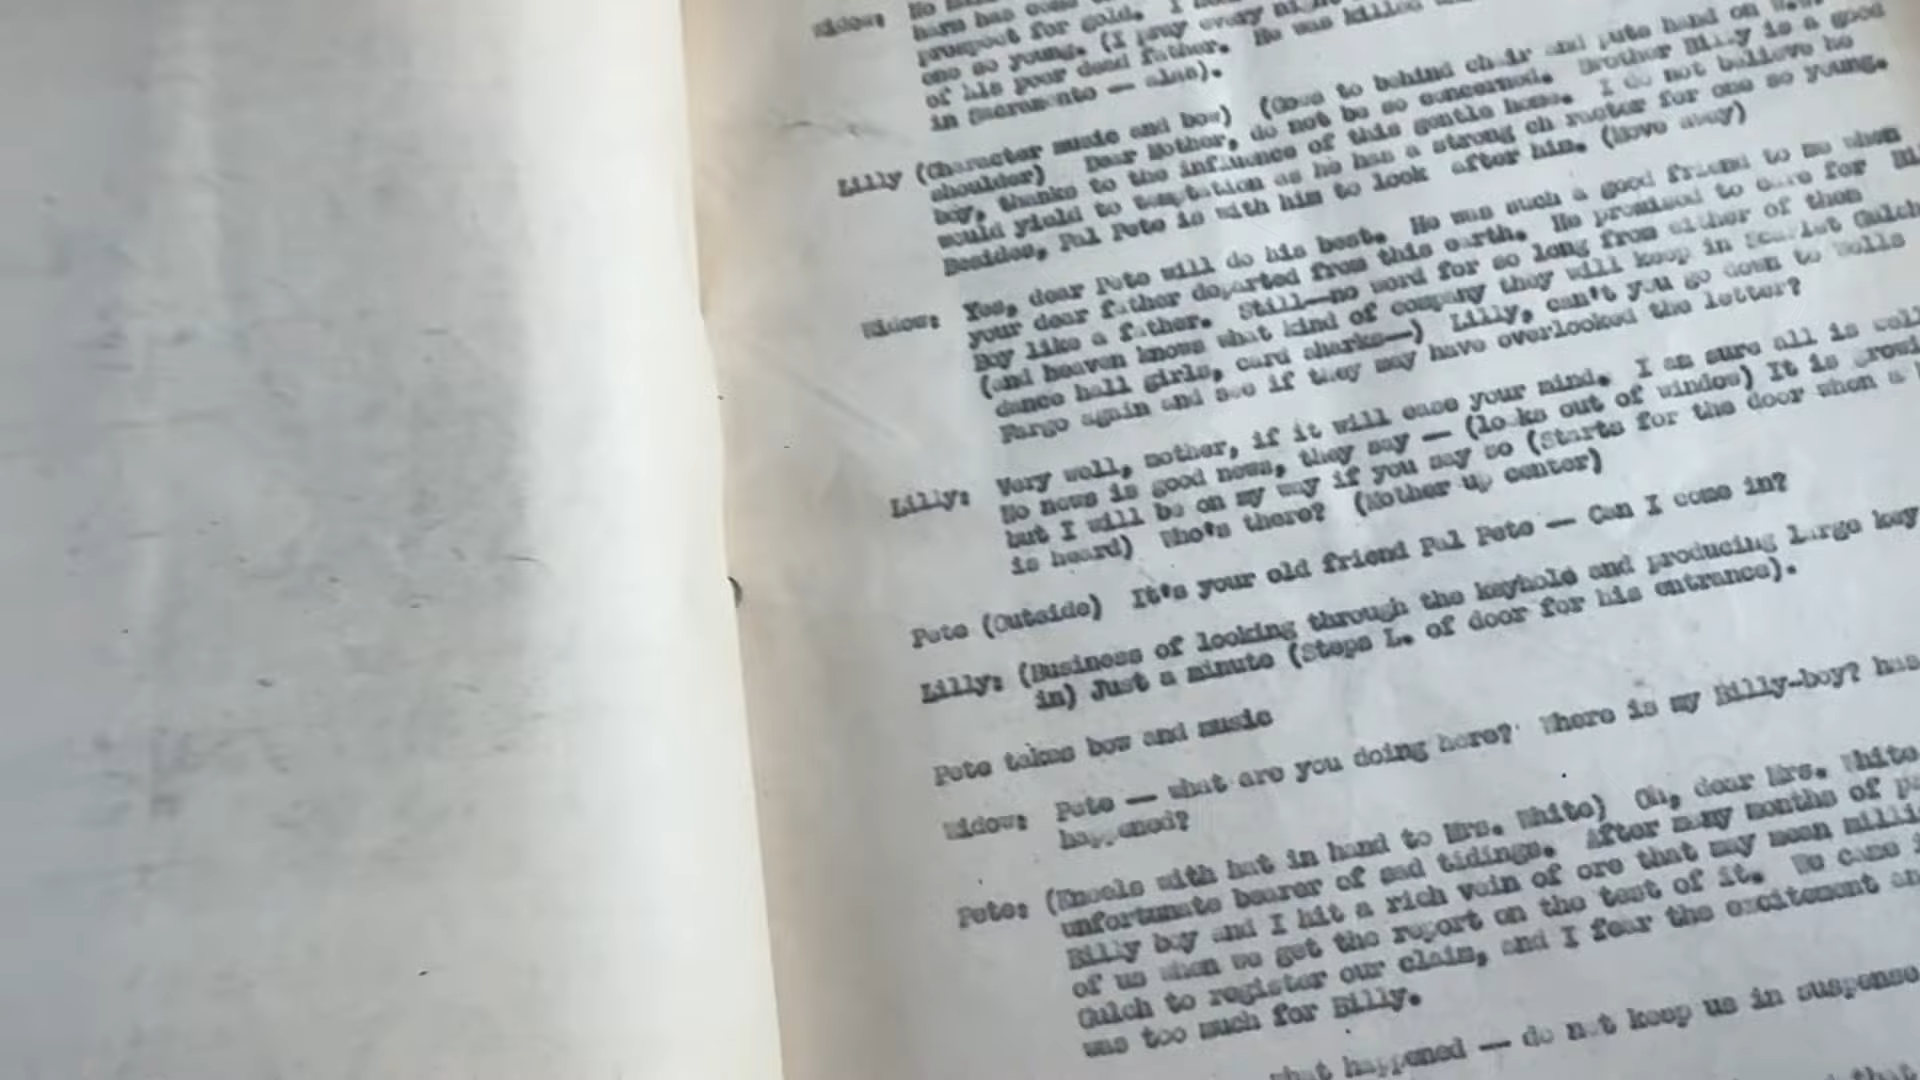 Widow: No
harm has come
prospect for gold. I
one so young. (I pray every night
of his poor dead father. He was killed
in Sacramento — alas).
Lilly (Character music and bow) (Goes to behind chair and puts hand on
shoulder) Dear Mother, do not be so concerned. Brother Billy is a good
boy, thanks to the influence of this gentle home. I do not believe he
would yield to temptation as he has a strong character for one so young.
Besides, Pal Pete is with him to look after him. (Move away)
Widow: Yes, dear Pete will do his best. He was such a good friend to me when
your dear father departed from this earth. He promised to care for
Boy like a father. Still—no word for so long from either of them
(and heaven knows what kind of company they will keep in Scarlet Gulch
dance hall girls, card sharks—) Lilly, can't you go down to Wells
Fargo again and see if they may have overlooked the letter?
Lilly: Very well, mother, if it will ease your mind. I am sure all is
No news is good news, they say — (looks out of window) It is
but I will be on my way if you say so (Starts for the door when a
is heard) Who's there? (Mother up center)
Pete (Outside) It's your old friend Pal Pete — Can I come in?
Lilly: (Business of looking through the keyhole and producing large key
in) Just a minute (Steps L. of door for his entrance).
Pete takes bow and music
Widow: Pete — what are you doing here? Where is my Billy-boy? has
happened?
Pete: (Kneels with hat in hand to Mrs. White) Oh, dear Mrs. White
unfortunate bearer of sad tidings. After many months of
Billy boy and I hit a rich vein of ore that may mean
of us when we get the report on the test of it. We came
Gulch to register our claim, and I fear the excitement
was too much for Billy.
what happened — do not keep us in suspense
that